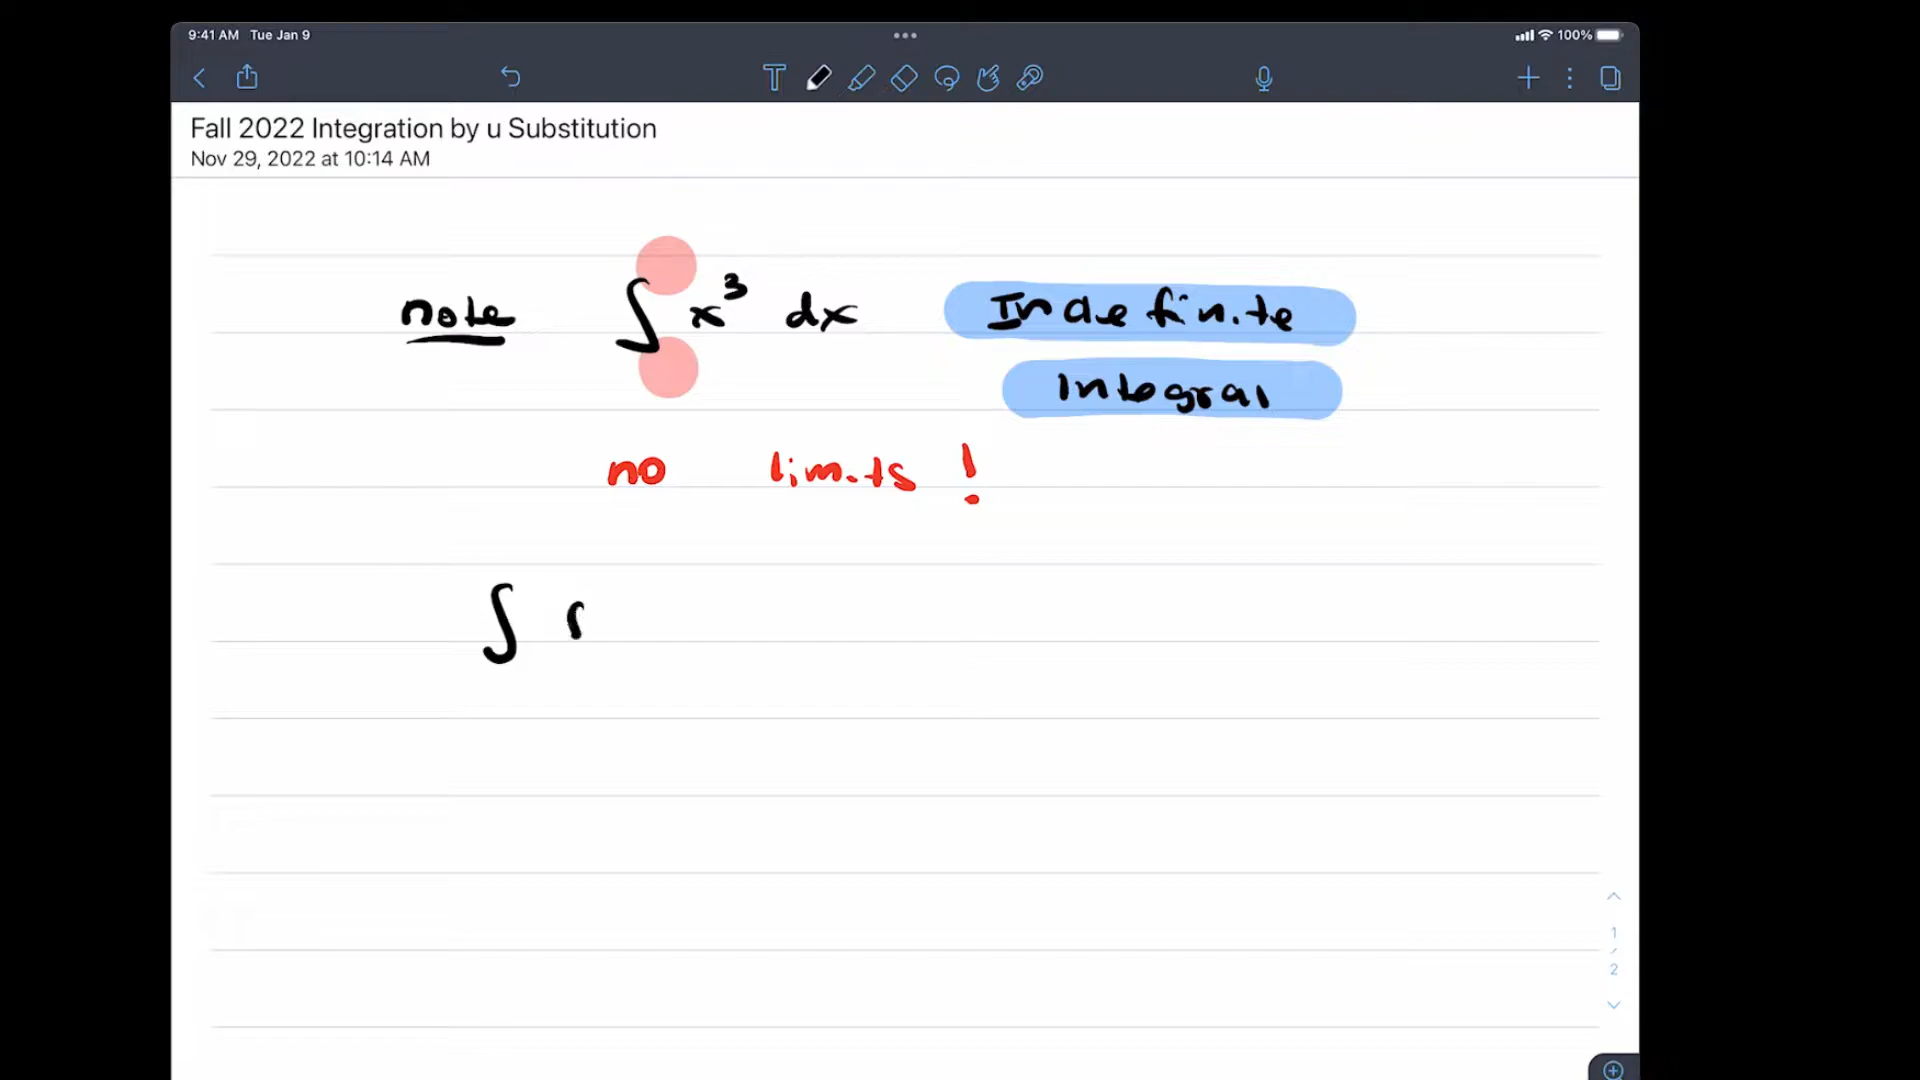 9:41 AM Tue Jan 9 100%
Fall 2022 Integration by u Substitution
Nov 29, 2022 at 10:14 AM
note ∫ x³ dx Indefinite
Integral
no limits !
∫
1
2